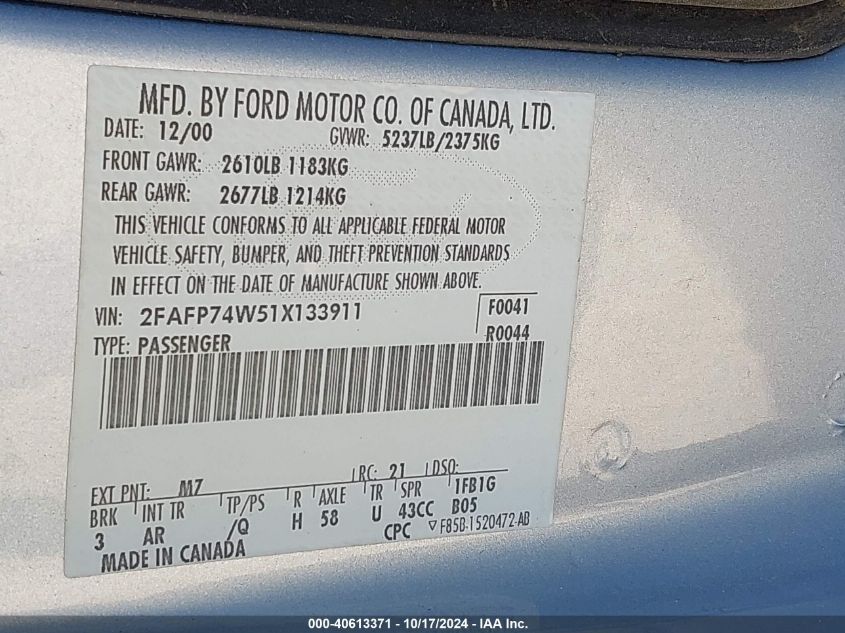 MFD. BY FORD MOTOR CO. OF CANADA, LTD.
DATE: 12/00 GVWR: 5237LB/2375KG
FRONT GAWR: 2610LB 1183KG
REAR GAWR: 2677LB 1214KG
THIS VEHICLE CONFORMS TO ALL APPLICABLE FEDERAL MOTOR
VEHICLE SAFETY, BUMPER, AND THEFT PREVENTION STANDARDS
IN EFFECT ON THE DATE OF MANUFACTURE SHOWN ABOVE.
VIN: 2FAFP74W51X133911 F0041
TYPE: PASSENGER R0044
EXT PNT: M7 RC: 21 DSO:
BRK INT TR TP/PS R AXLE TR SPR 1FB1G
3 AR /Q H 58 U 43CC B05
MADE IN CANADA CPC ▽F85B-1520472-AB
000-40613371 - 10/17/2024 - IAA Inc.